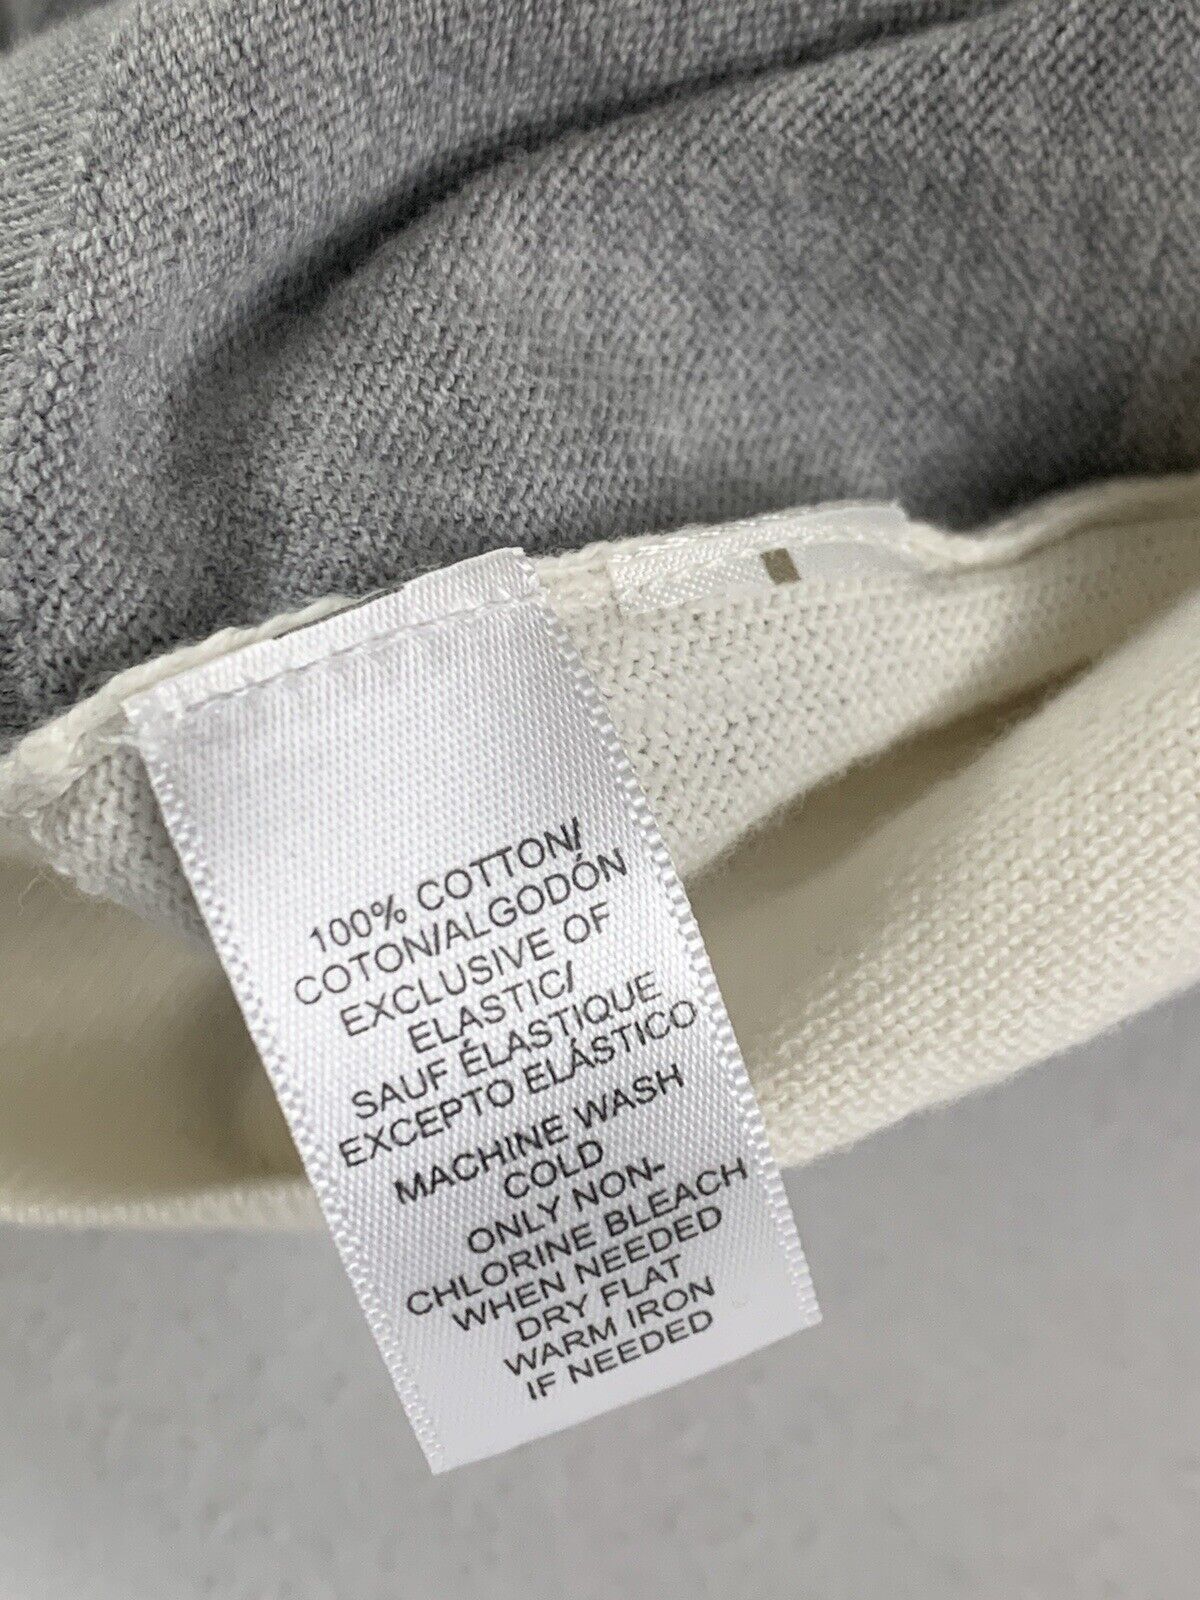 100% COTTON/
COTON/ALGODÓN
EXCLUSIVE OF
ELASTIC/
SAUF ÉLASTIQUE
EXCEPTO ELÁSTICO
MACHINE WASH
COLD
ONLY NON-
CHLORINE BLEACH
WHEN NEEDED
DRY FLAT
WARM IRON
IF NEEDED